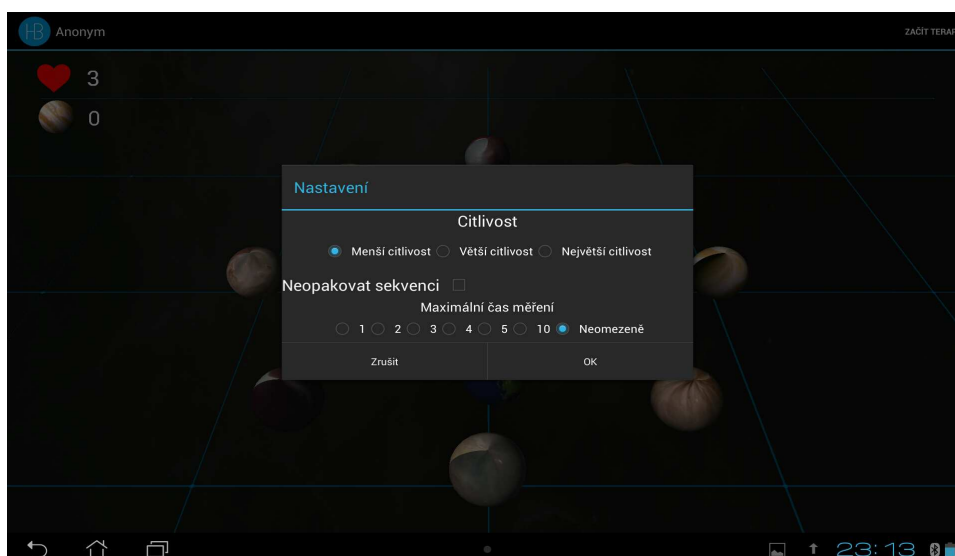 HB Anonym
ZAČÍT TERAP
3
0
Nastavení
Citlivost
Menší citlivost Větší citlivost Největší citlivost
Neopakovat sekvenci
Maximální čas měření
1 2 3 4 5 10 Neomezeně
Zrušit OK
23:13